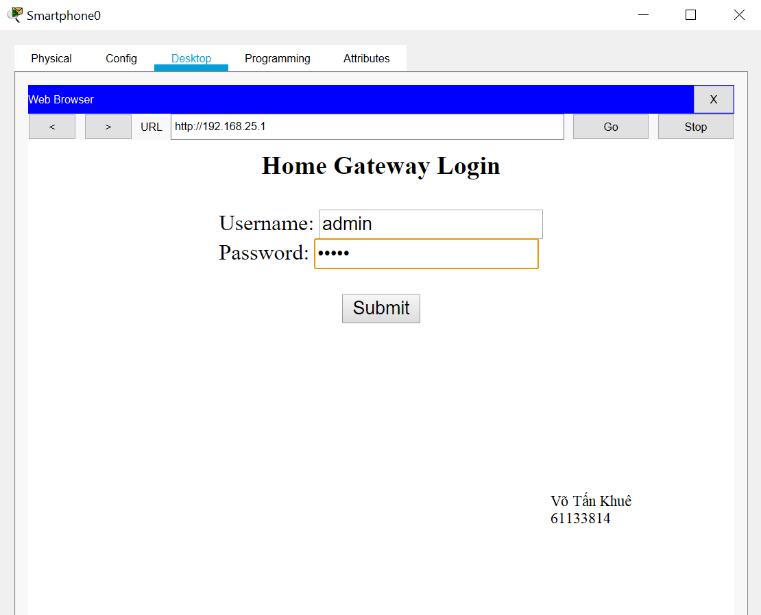 Smartphone0
Physical Config Desktop Programming Attributes
Web Browser X
< > URL http://192.168.25.1 Go Stop
Home Gateway Login
Username: admin
Password: •••••
Submit
Võ Tấn Khuê
61133814